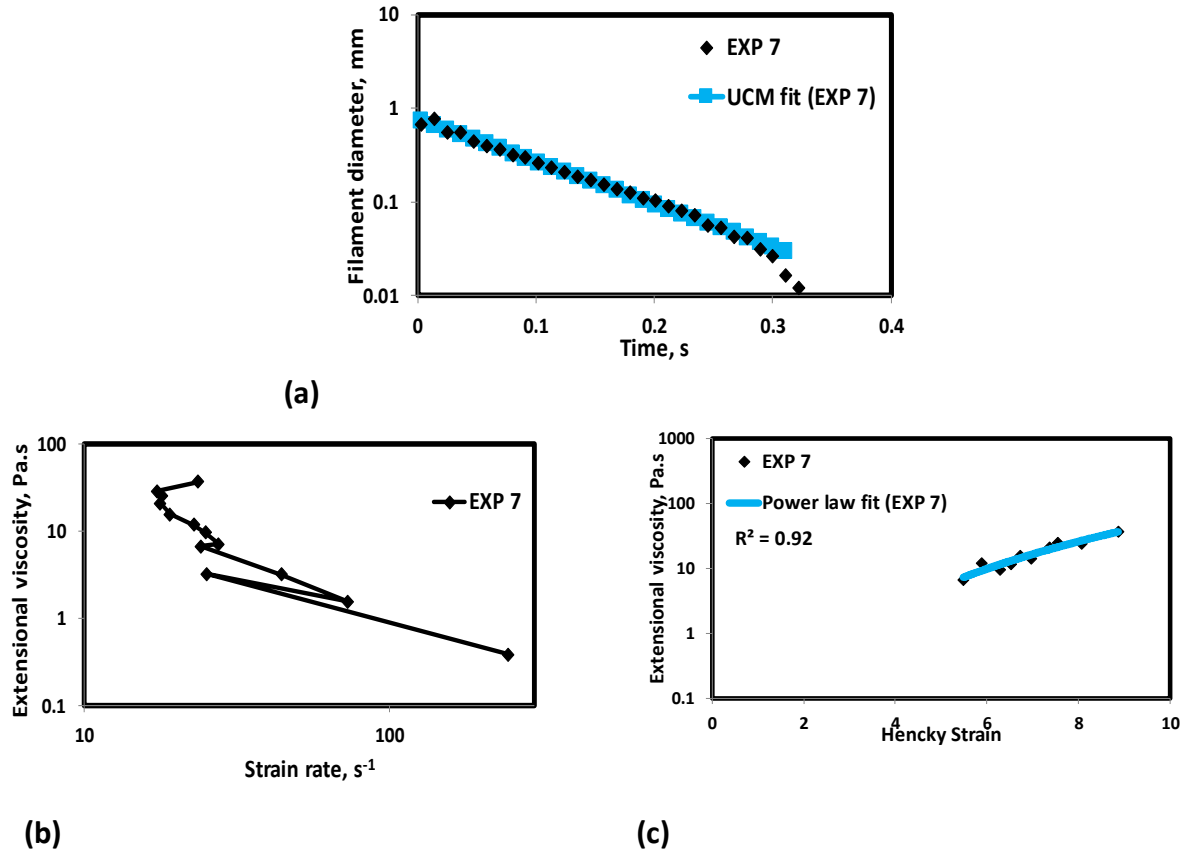 10
1
0.1
0.01
Filament diameter, mm
EXP 7
UCM fit (EXP 7)
0 0.1 0.2 0.3 0.4
Time, s
(a)
100
10
1
0.1
Extensional viscosity, Pa.s
EXP 7
10 100
Strain rate, s⁻¹
(b)
1000
100
10
1
0.1
Extensional viscosity, Pa.s
EXP 7
Power law fit (EXP 7)
R² = 0.92
0 2 4 6 8 10
Hencky Strain
(c)